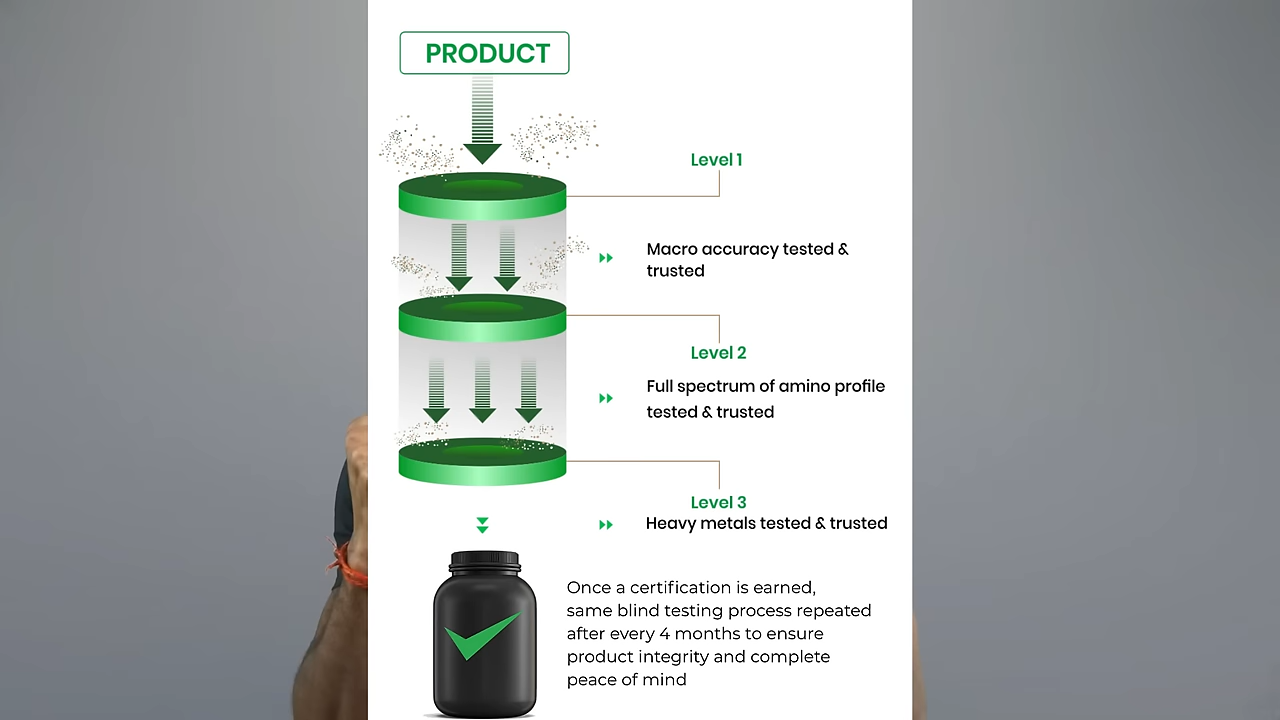 PRODUCT
Level 1
Macro accuracy tested &
trusted
Level 2
Full spectrum of amino profile
tested & trusted
Level 3
Heavy metals tested & trusted
Once a certification is earned,
same blind testing process repeated
after every 4 months to ensure
product integrity and complete
peace of mind